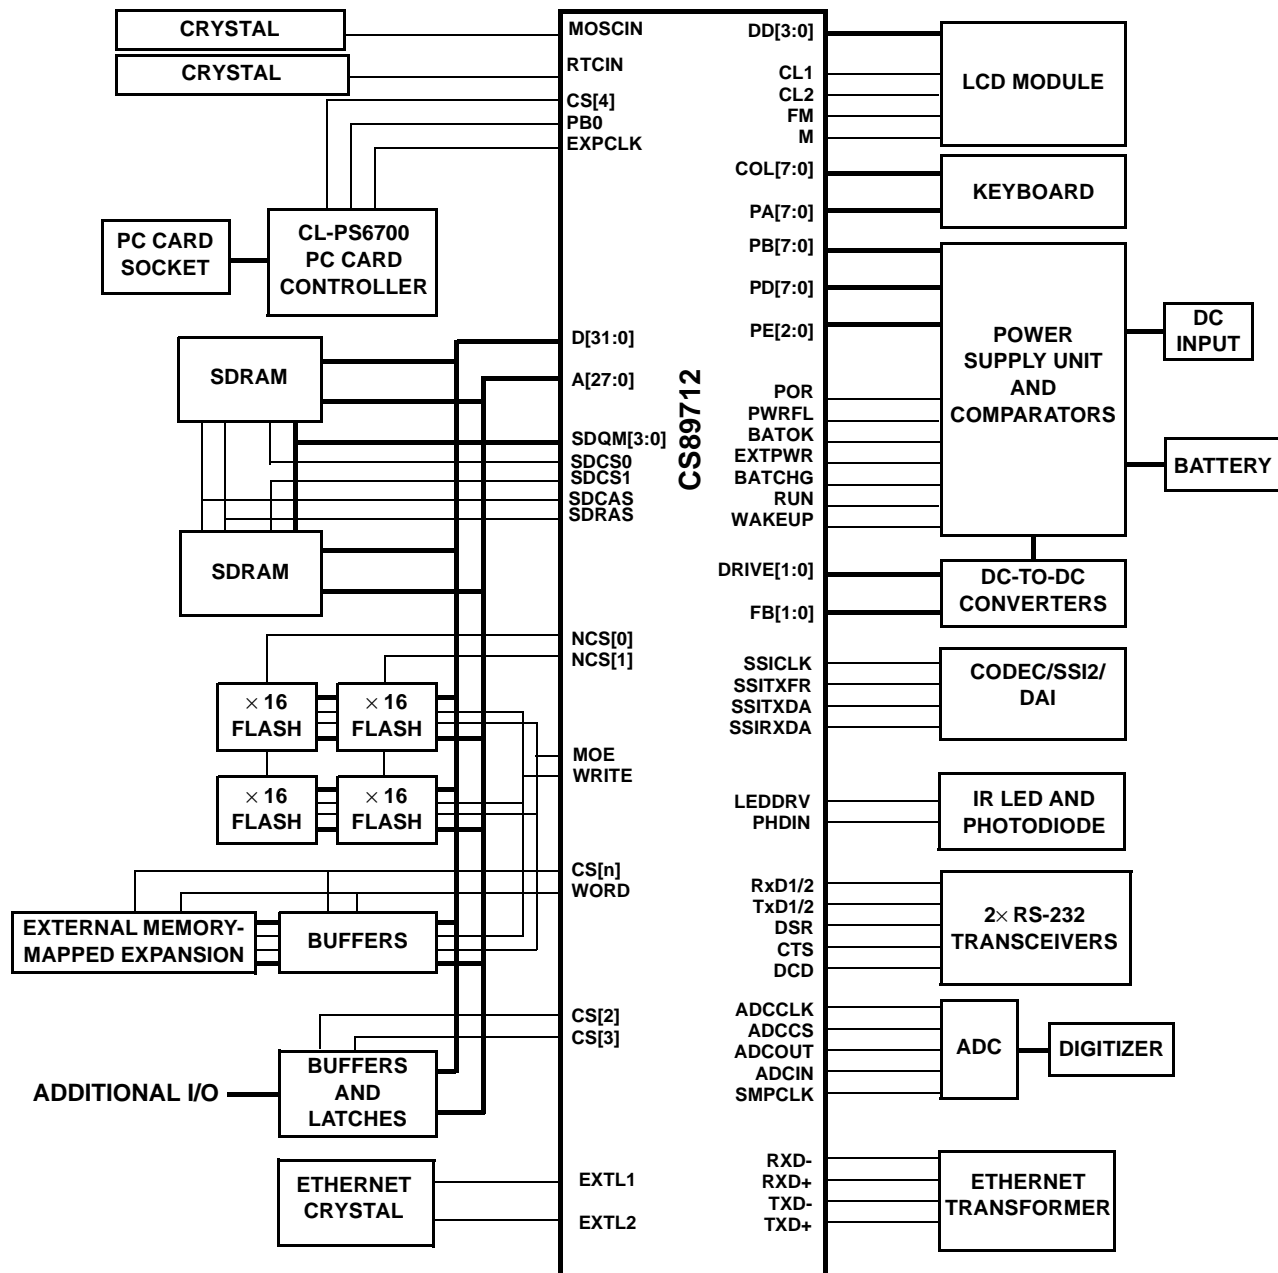 CRYSTAL
CRYSTAL
PC CARD
SOCKET
CL-PS6700
PC CARD
CONTROLLER
SDRAM
SDRAM
× 16
FLASH
× 16
FLASH
× 16
FLASH
× 16
FLASH
EXTERNAL MEMORY-
MAPPED EXPANSION
BUFFERS
ADDITIONAL I/O
BUFFERS
AND
LATCHES
ETHERNET
CRYSTAL
MOSCIN
RTCIN
CS[4]
PB0
EXPCLK
D[31:0]
A[27:0]
SDQM[3:0]
SDCS0
SDCS1
SDCAS
SDRAS
NCS[0]
NCS[1]
MOE
WRITE
CS[n]
WORD
CS[2]
CS[3]
EXTL1
EXTL2
CS89712
DD[3:0]
CL1
CL2
FM
M
COL[7:0]
PA[7:0]
PB[7:0]
PD[7:0]
PE[2:0]
POR
PWRFL
BATOK
EXTPWR
BATCHG
RUN
WAKEUP
DRIVE[1:0]
FB[1:0]
SSICLK
SSITXFR
SSITXDA
SSIRXDA
LEDDRV
PHDIN
RxD1/2
TxD1/2
DSR
CTS
DCD
ADCCLK
ADCCS
ADCOUT
ADCIN
SMPCLK
RXD-
RXD+
TXD-
TXD+
LCD MODULE
KEYBOARD
POWER
SUPPLY UNIT
AND
COMPARATORS
DC
INPUT
BATTERY
DC-TO-DC
CONVERTERS
CODEC/SSI2/
DAI
IR LED AND
PHOTODIODE
2× RS-232
TRANSCEIVERS
ADC
DIGITIZER
ETHERNET
TRANSFORMER